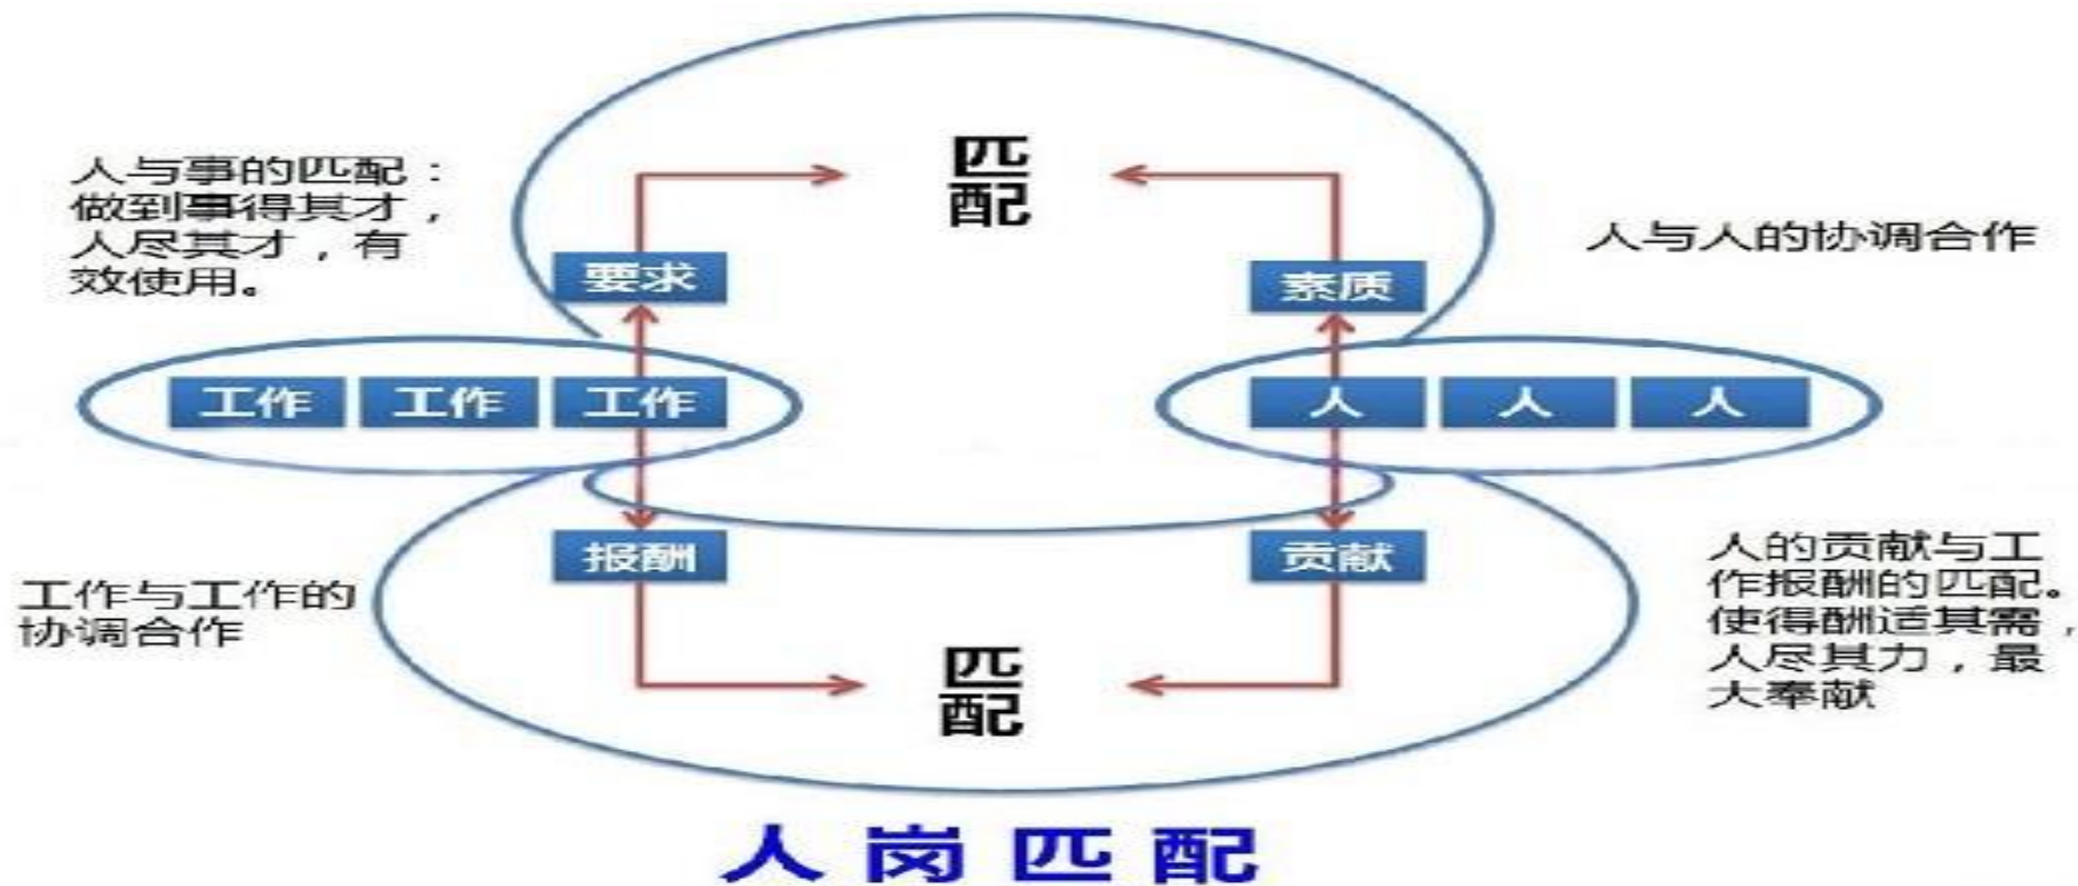 匹
配
人与事的匹配：
做到事得其才，
人尽其才，有
效使用。
人与人的协调合作
要求
素质
工作 工作 工作
人 人 人
报酬
贡献
工作与工作的
协调合作
人的贡献与工
作报酬的匹配。
使得酬适其需，
人尽其力，最
大奉献
匹
配
人岗匹配